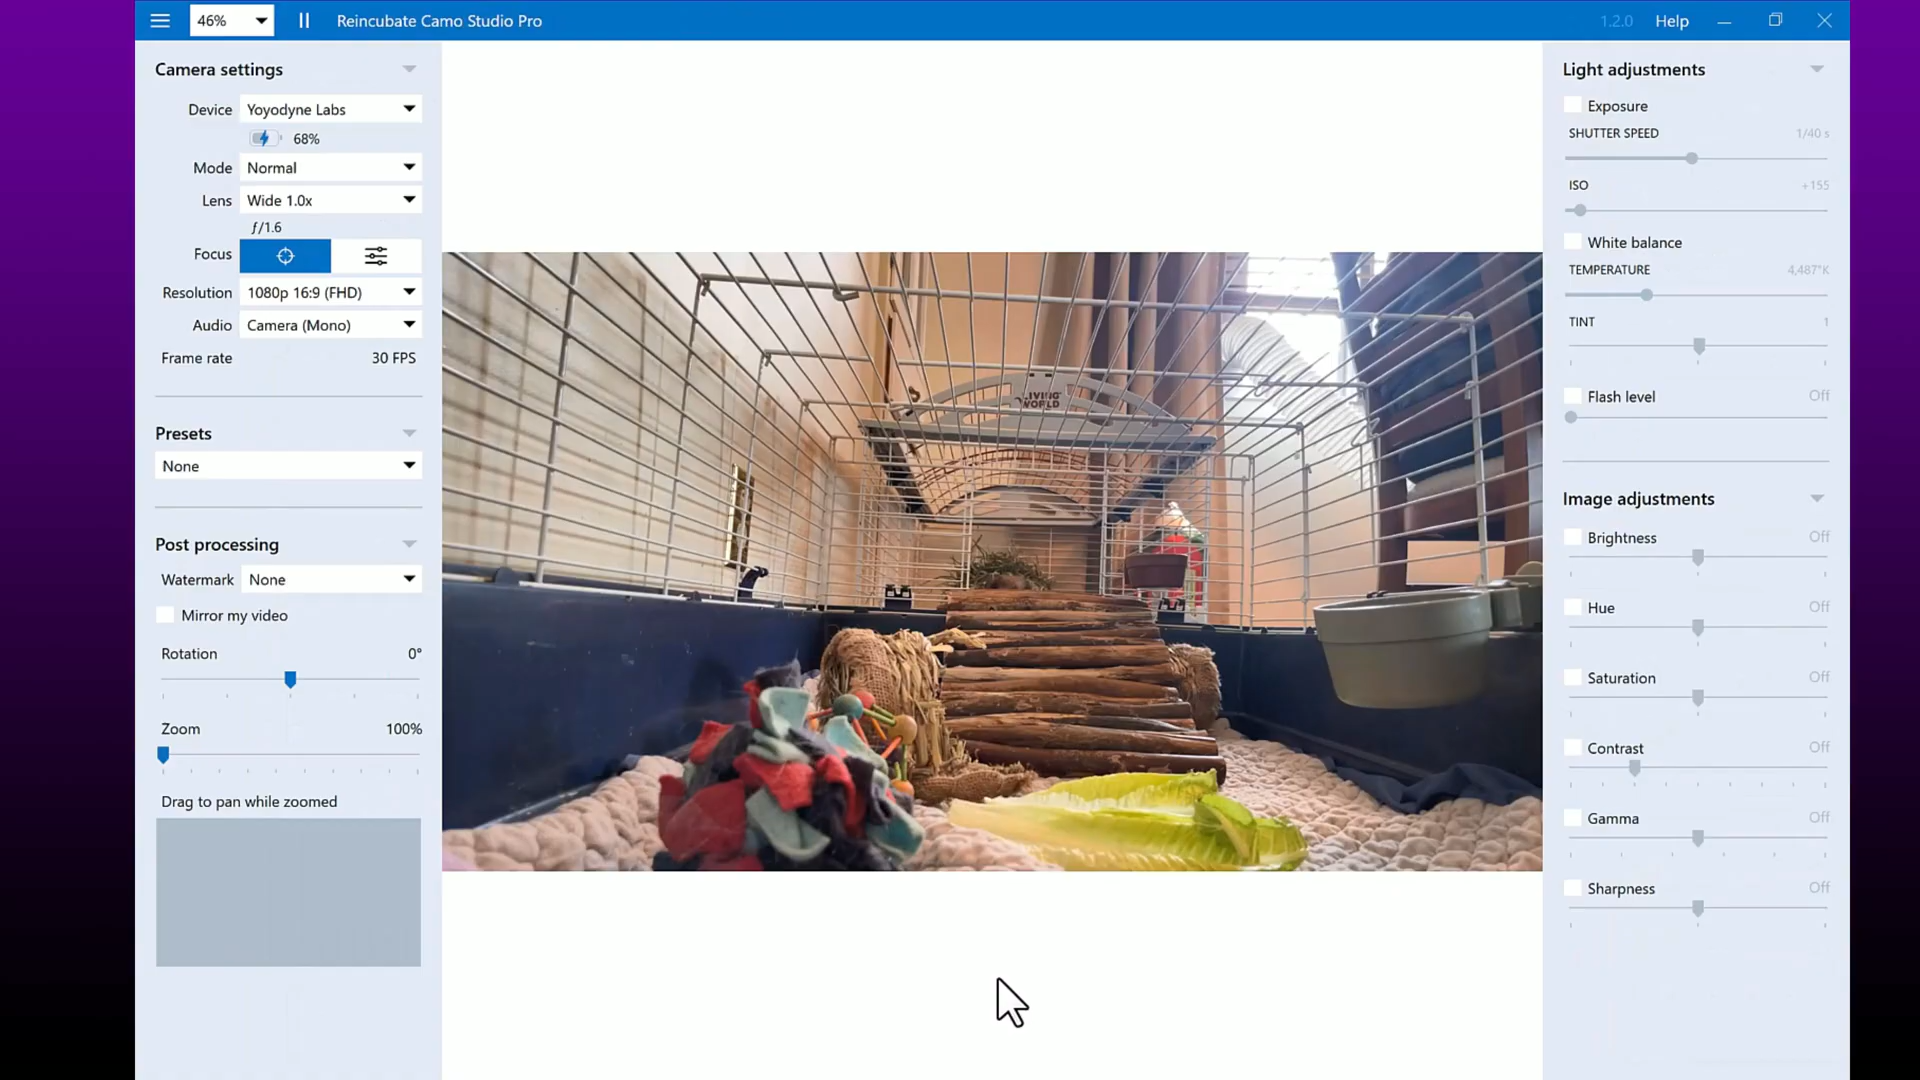 46%
Reincubate Camo Studio Pro
1.2.0
Help
Camera settings
Device
Yoyodyne Labs
68%
Mode
Normal
Lens
Wide 1.0x
ƒ/1.6
Focus
Resolution
1080p 16:9 (FHD)
Audio
Camera (Mono)
Frame rate
30 FPS
Presets
None
Post processing
Watermark
None
Mirror my video
Rotation
0°
Zoom
100%
Drag to pan while zoomed
LIVING
WORLD
Light adjustments
Exposure
SHUTTER SPEED
1/40 s
ISO
+155
White balance
TEMPERATURE
4,487°K
TINT
1
Flash level
Off
Image adjustments
Brightness
Off
Hue
Off
Saturation
Off
Contrast
Off
Gamma
Off
Sharpness
Off